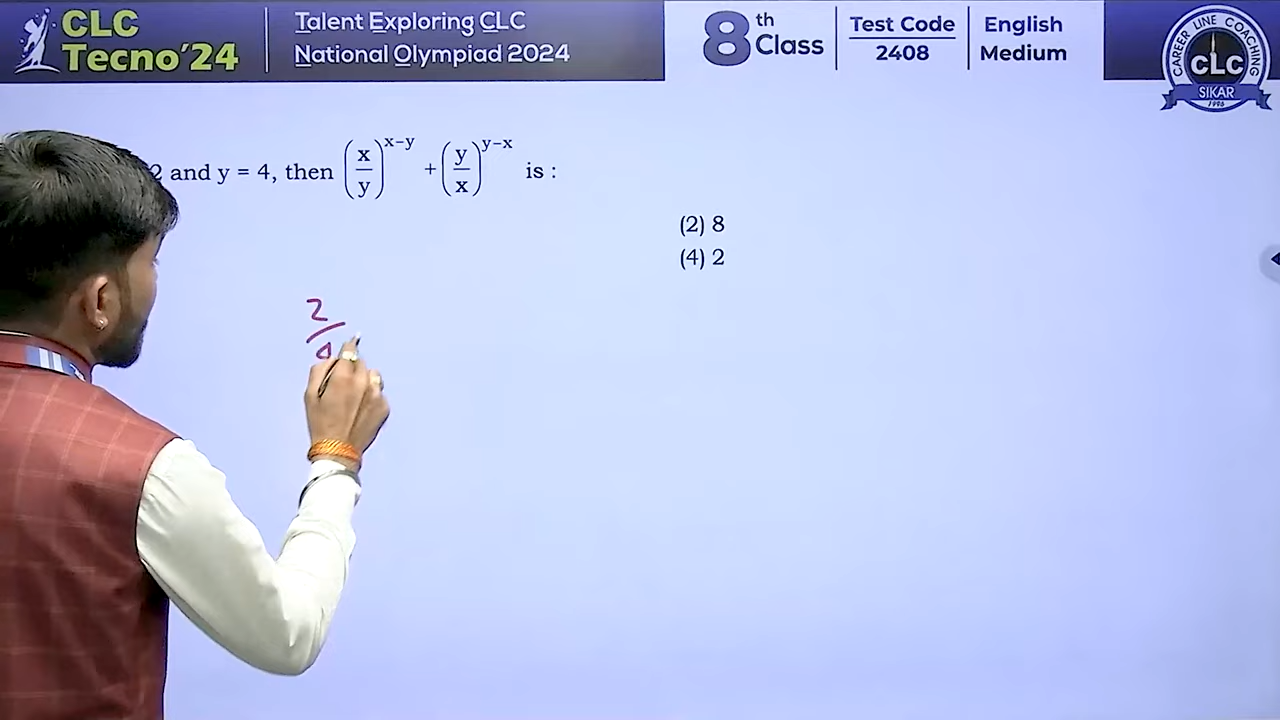 CLC
Tecno'24
Talent Exploring CLC
National Olympiad 2024
8th Class
Test Code
2408
English
Medium
CAREER LINE COACHING
CLC
SIKAR
1996
2 and y = 4, then (x/y)^(x-y) + (y/x)^(y-x) is :
(2) 8
(4) 2
2/4